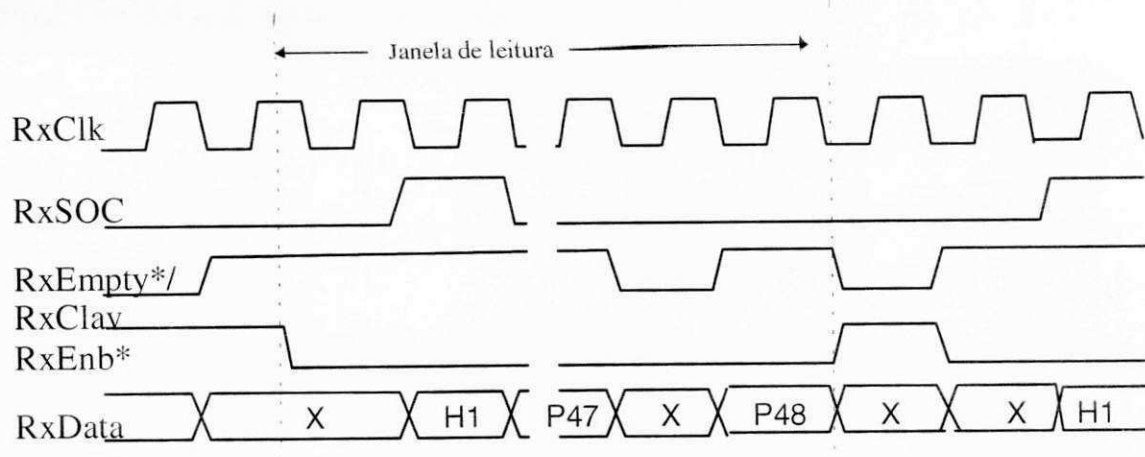 Janela de leitura
RxClk
RxSOC
RxEmpty*/
RxClav
RxEnb*
RxData X H1 P47 X P48 X X H1